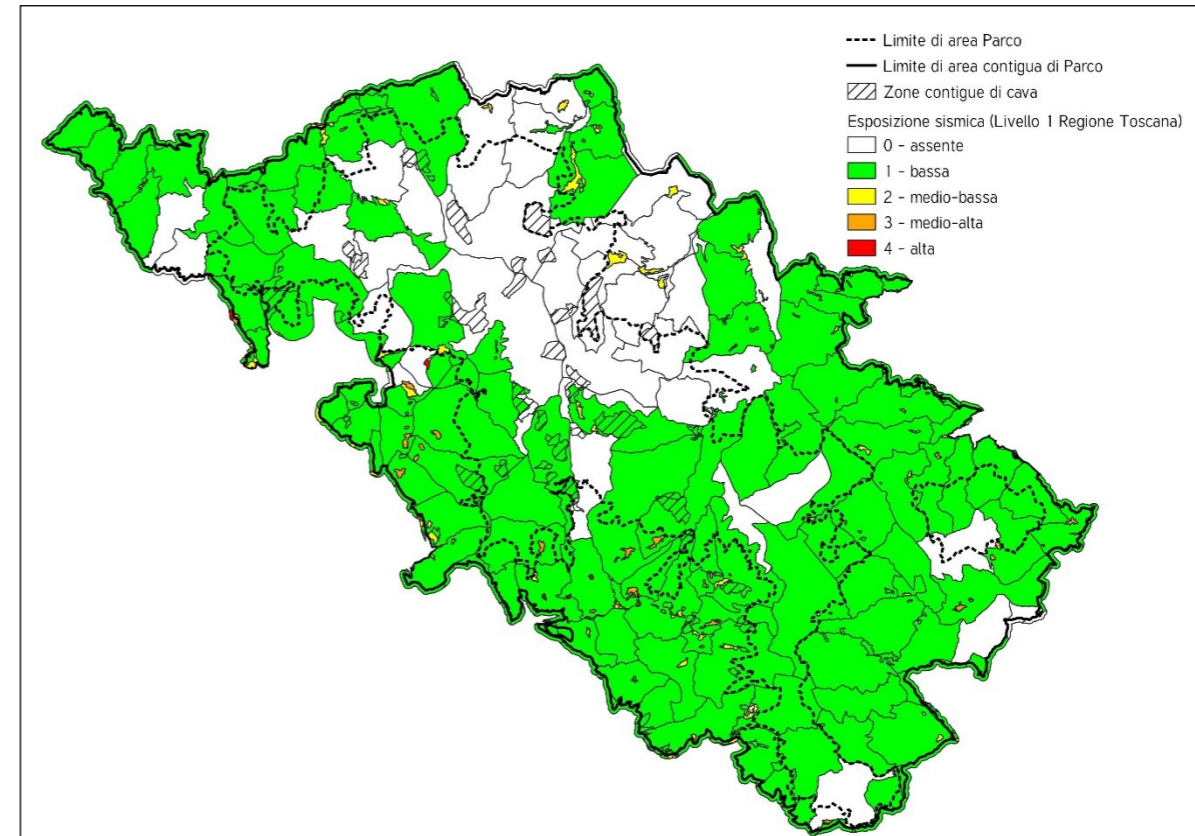 Limite di area Parco
Limite di area contigua di Parco
Zone contigue di cava
Esposizione sismica (Livello 1 Regione Toscana)
0 - assente
1 - bassa
2 - medio-bassa
3 - medio-alta
4 - alta